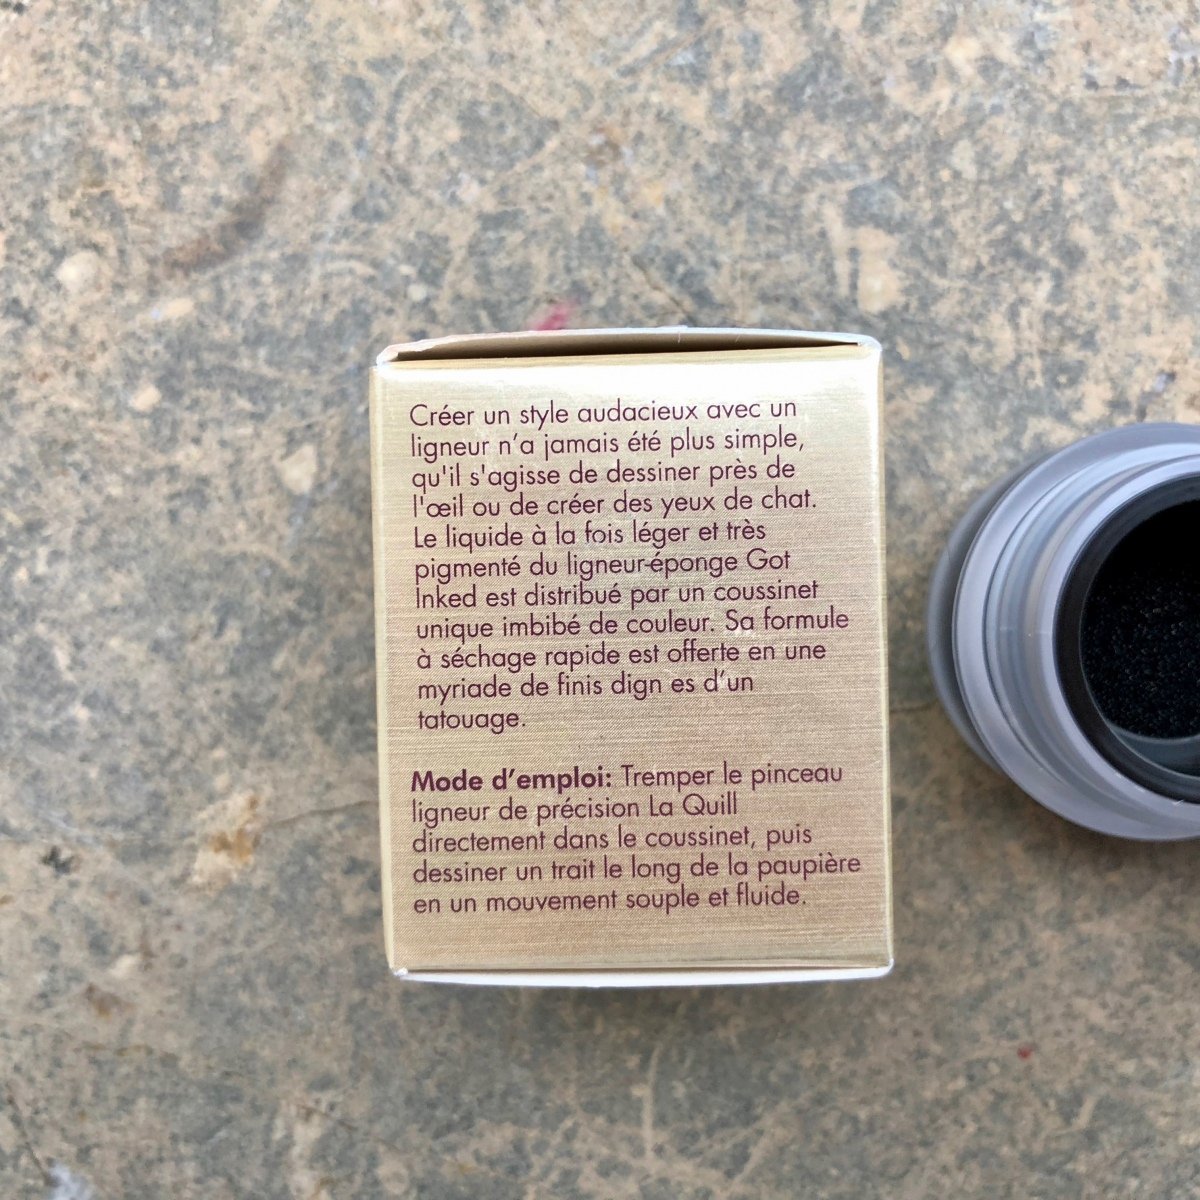 Créer un style audacieux avec un
ligneur n’a jamais été plus simple,
qu'il s'agisse de dessiner près de
l'œil ou de créer des yeux de chat.
Le liquide à la fois léger et très
pigmenté du ligneur-éponge Got
Inked est distribué par un coussinet
unique imbibé de couleur. Sa formule
à séchage rapide est offerte en une
myriade de finis dign es d’un
tatouage.
Mode d’emploi: Tremper le pinceau
ligneur de précision La Quill
directement dans le coussinet, puis
dessiner un trait le long de la paupière
en un mouvement souple et fluide.